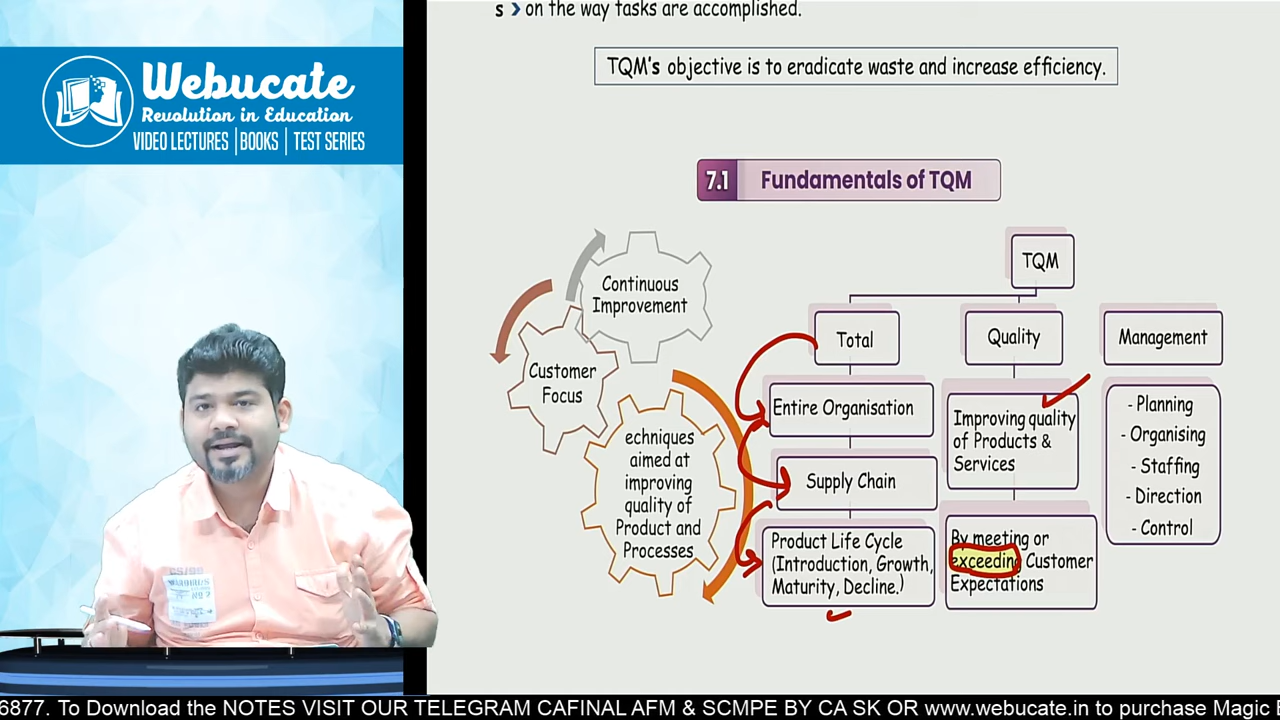 s > on the way tasks are accomplished.
TQM's objective is to eradicate waste and increase efficiency.
Webucate
Revolution in Education
VIDEO LECTURES | BOOKS | TEST SERIES
7.1 Fundamentals of TQM
Continuous
Improvement
Customer
Focus
echniques
aimed at
improving
quality of
Product and
Processes
TQM
Total
Entire Organisation
Supply Chain
Product Life Cycle
(Introduction, Growth,
Maturity, Decline.)
Quality
Improving quality
of Products &
Services
By meeting or
exceeding Customer
Expectations
Management
- Planning
- Organising
- Staffing
- Direction
- Control
6877. To Download the NOTES VISIT OUR TELEGRAM CAFINAL AFM & SCMPE BY CA SK OR www.webucate.in to purchase Magic